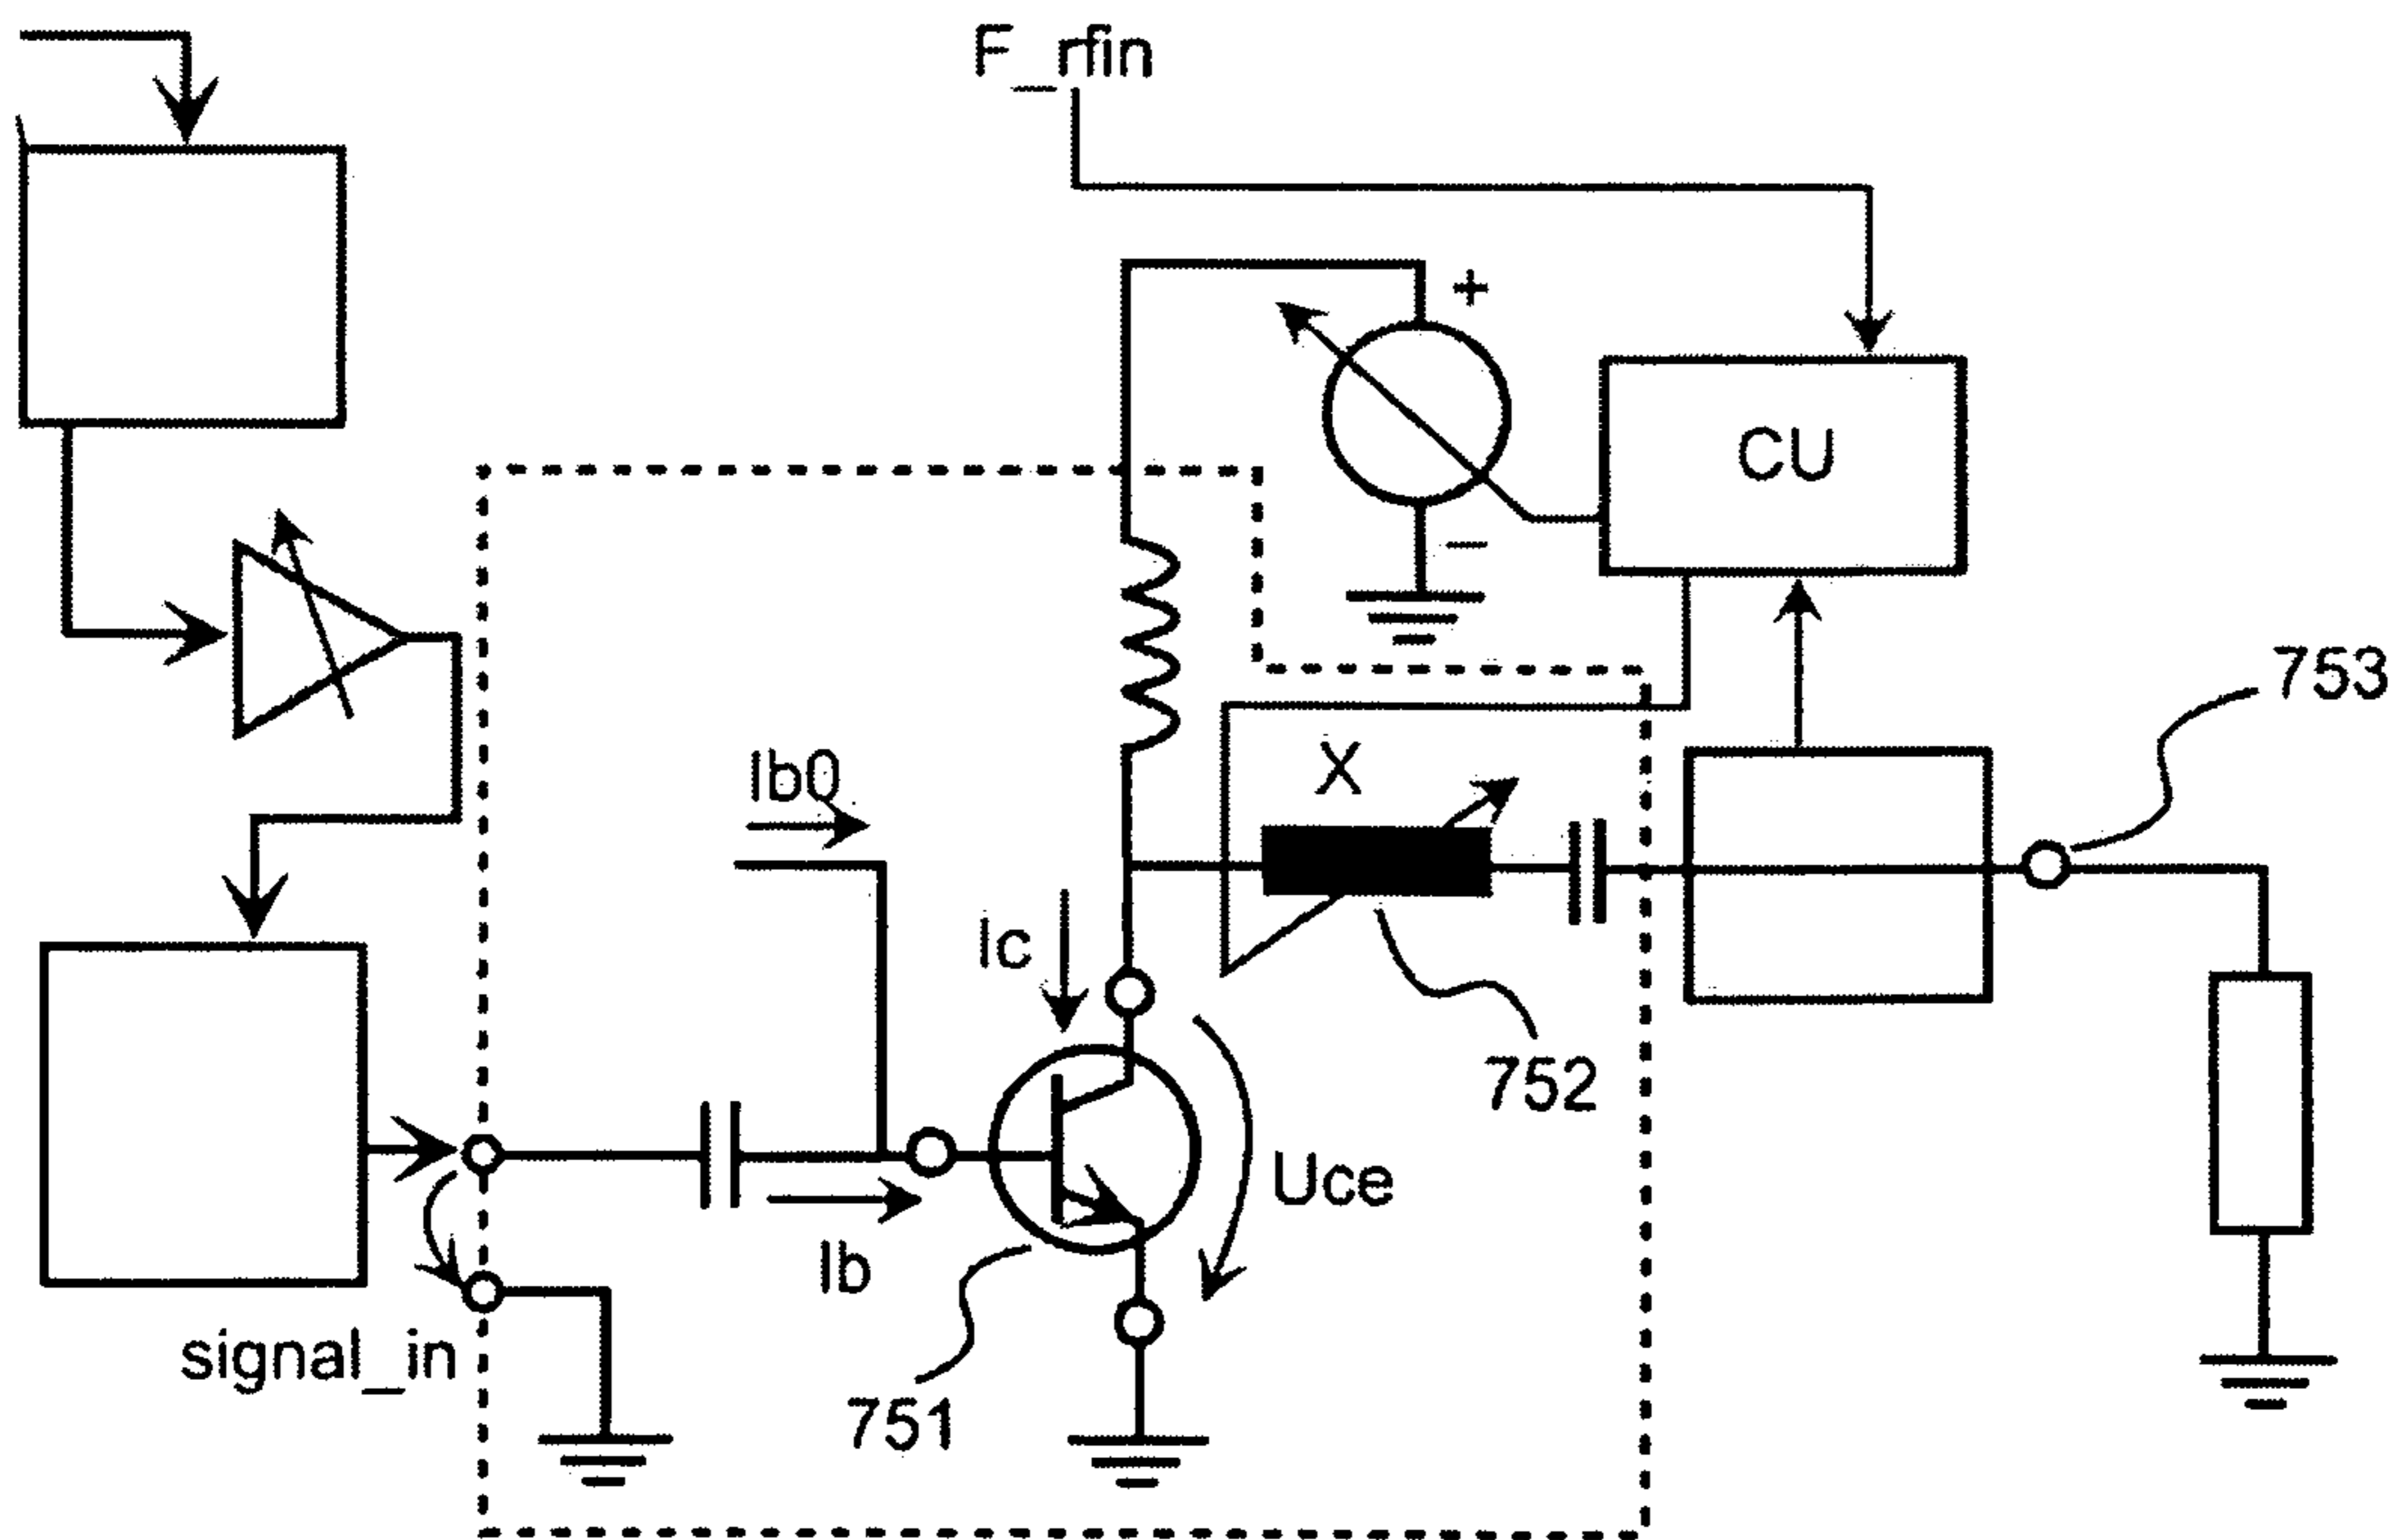 F_rfin
+
CU
−
753
X
Ib0
Ic
752
Uce
Ib
signal_in
751